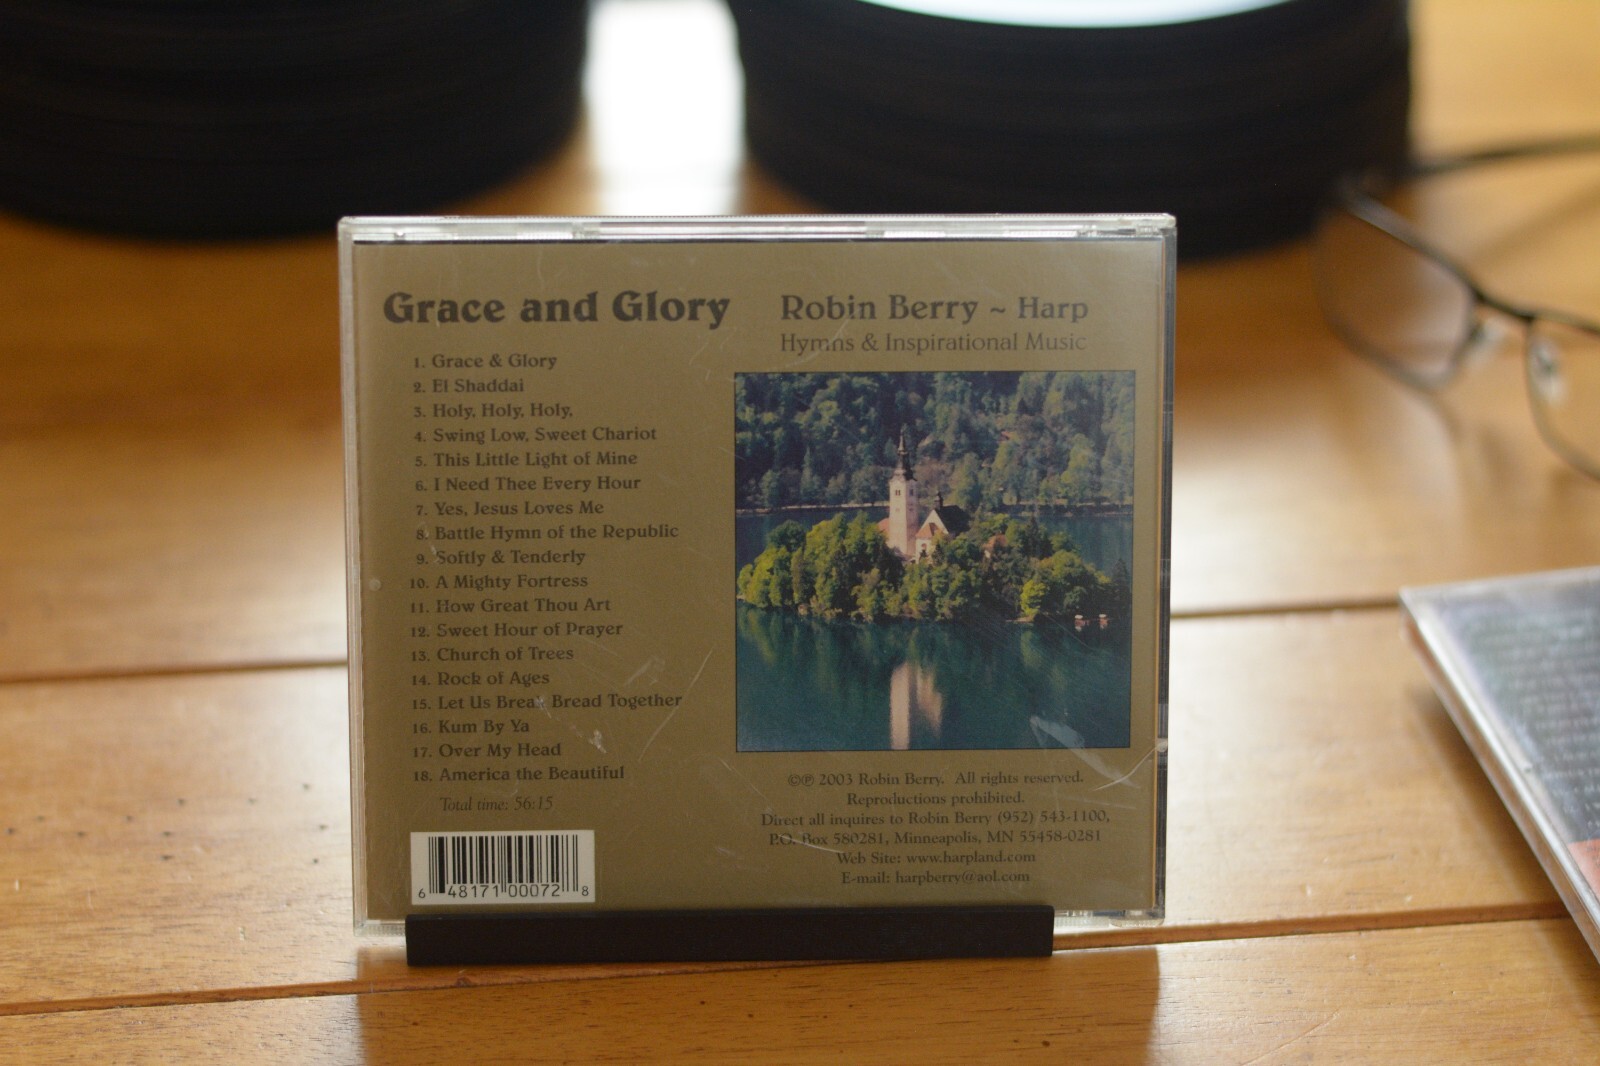 Grace and Glory
1. Grace & Glory
2. El Shaddai
3. Holy, Holy, Holy,
4. Swing Low, Sweet Chariot
5. This Little Light of Mine
6. I Need Thee Every Hour
7. Yes, Jesus Loves Me
8. Battle Hymn of the Republic
9. Softly & Tenderly
10. A Mighty Fortress
11. How Great Thou Art
12. Sweet Hour of Prayer
13. Church of Trees
14. Rock of Ages
15. Let Us Break Bread Together
16. Kum By Ya
17. Over My Head
18. America the Beautiful
Total time: 56:15
6 48171 00072 8
Robin Berry ~ Harp
Hymns & Inspirational Music
©℗ 2003 Robin Berry. All rights reserved.
Reproductions prohibited.
Direct all inquires to Robin Berry (952) 543-1100,
P.O. Box 580281, Minneapolis, MN 55458-0281
Web Site: www.harpland.com
E-mail: harpberry@aol.com